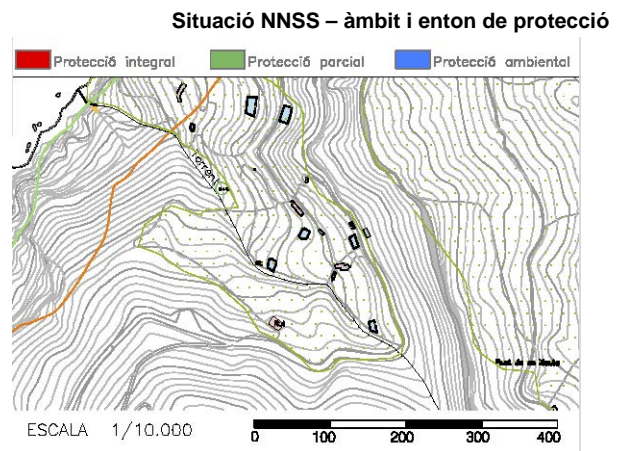 Situació NNSS – àmbit i enton de protecció
Protecció integral Protecció parcial Protecció ambiental
Torrent
ESCALA 1/10.000
0 100 200 300 400